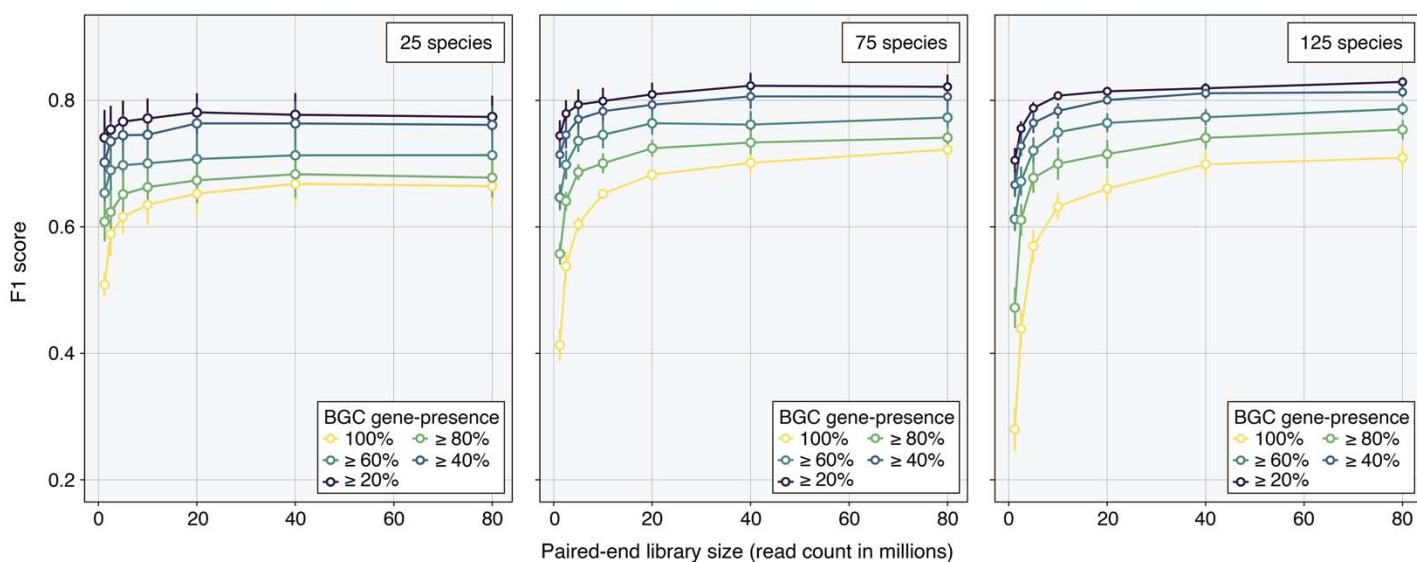 25 species
75 species
125 species
F1 score
0.8
0.6
0.4
0.2
BGC gene-presence
100% ≥ 80%
≥ 60% ≥ 40%
≥ 20%
BGC gene-presence
100% ≥ 80%
≥ 60% ≥ 40%
≥ 20%
BGC gene-presence
100% ≥ 80%
≥ 60% ≥ 40%
≥ 20%
0 20 40 60 80
0 20 40 60 80
0 20 40 60 80
Paired-end library size (read count in millions)